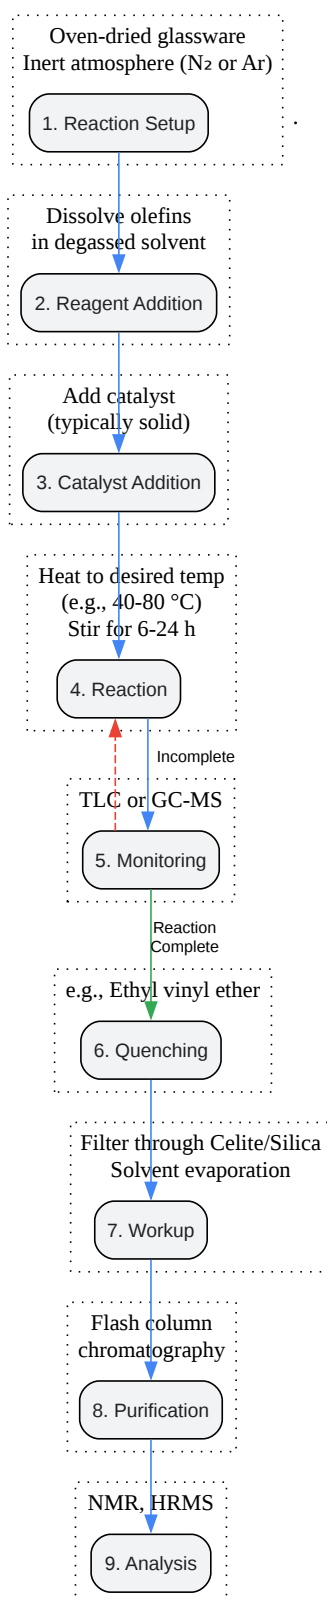 Oven-dried glassware
Inert atmosphere (N₂ or Ar)
1. Reaction Setup
.
Dissolve olefins
in degassed solvent
2. Reagent Addition
Add catalyst
(typically solid)
3. Catalyst Addition
Heat to desired temp
(e.g., 40-80 °C)
Stir for 6-24 h
4. Reaction
Incomplete
TLC or GC-MS
5. Monitoring
Reaction
Complete
e.g., Ethyl vinyl ether
6. Quenching
Filter through Celite/Silica
Solvent evaporation
7. Workup
Flash column
chromatography
8. Purification
NMR, HRMS
9. Analysis